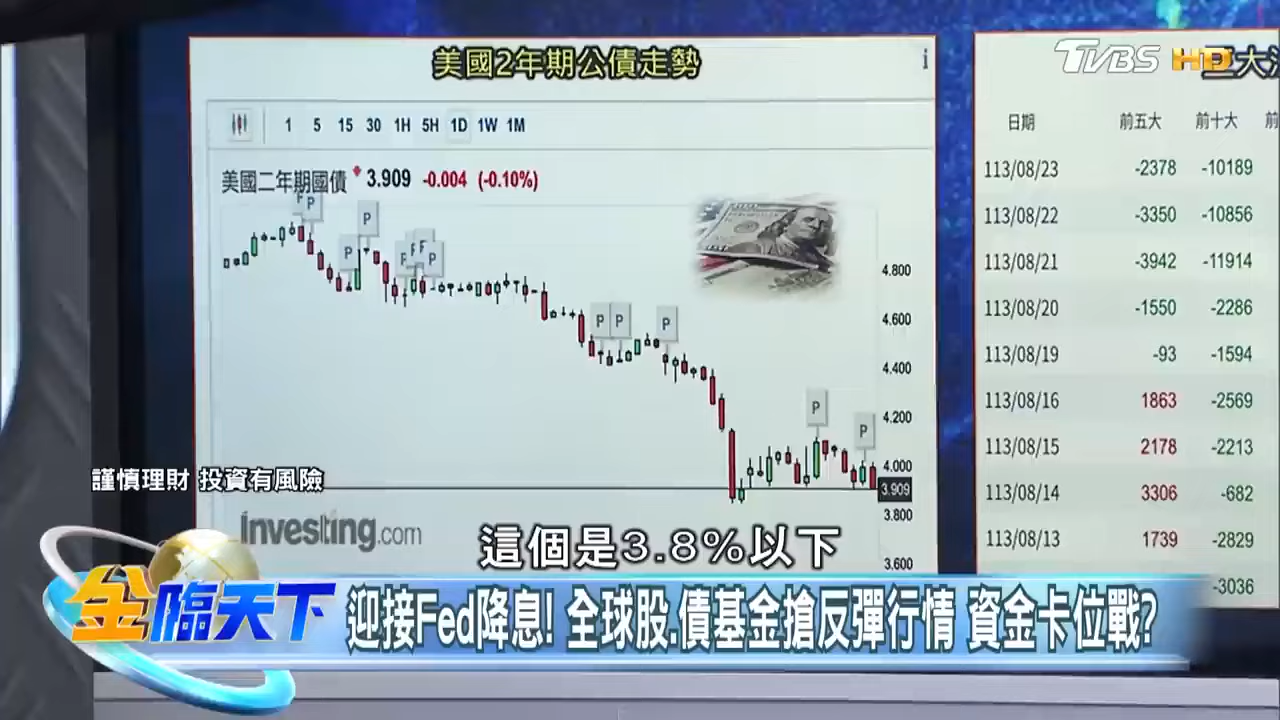 美國2年期公債走勢
TVBS HD
三大法
1 5 15 30 1H 5H 1D 1W 1M
美國二年期國債 3.909 -0.004 (-0.10%)
P P P P P P P P P P P
4.800
4.600
4.400
4.200
4.000
3.909
3.800
3.600
Investing.com
日期 前五大 前十大 前
113/08/23 -2378 -10189
113/08/22 -3350 -10856
113/08/21 -3942 -11914
113/08/20 -1550 -2286
113/08/19 -93 -1594
113/08/16 1863 -2569
113/08/15 2178 -2213
113/08/14 3306 -682
113/08/13 1739 -2829
-3036
謹慎理財 投資有風險
這個是3.8%以下
金臨天下
迎接Fed降息! 全球股.債基金搶反彈行情 資金卡位戰?